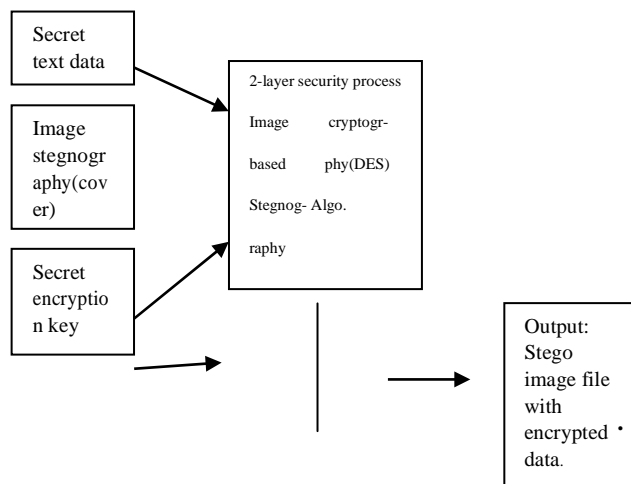 Secret
text data
Image
stegnogr
aphy(cov
er)
Secret
encryptio
n key
2-layer security process
Image cryptogr-
based phy(DES)
Stegnog- Algo.
raphy
Output:
Stego
image file
with
encrypted
data.